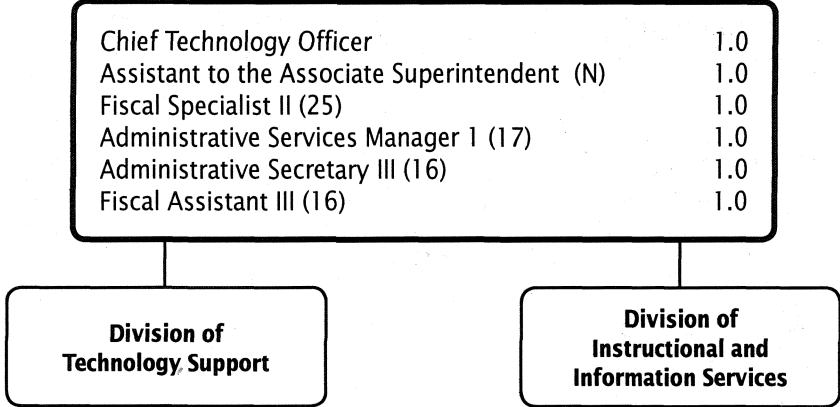 Chief Technology Officer 1.0
Assistant to the Associate Superintendent (N) 1.0
Fiscal Specialist II (25) 1.0
Administrative Services Manager 1 (17) 1.0
Administrative Secretary III (16) 1.0
Fiscal Assistant III (16) 1.0
Division of
Technology Support
Division of
Instructional and
Information Services